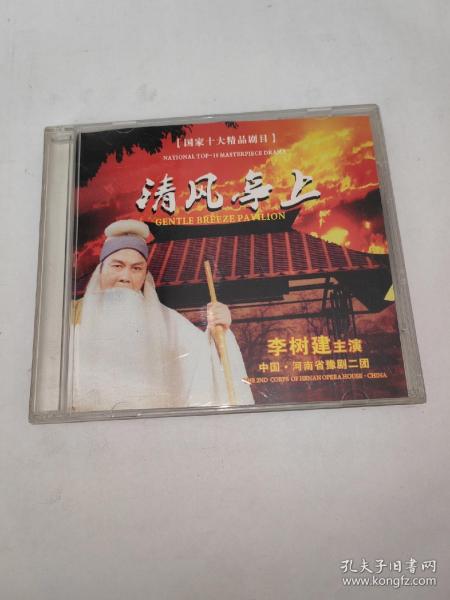 [国家十大精品剧目]
NATIONAL TOP-10 MASTERPIECE DRAMA
清风亭上
GENTLE BREEZE PAVILION
李树建主演
中国·河南省豫剧二团
THE 2ND CORPS OF HENAN OPERA HOUSE·CHINA
孔夫子旧书网
www.kongfz.com